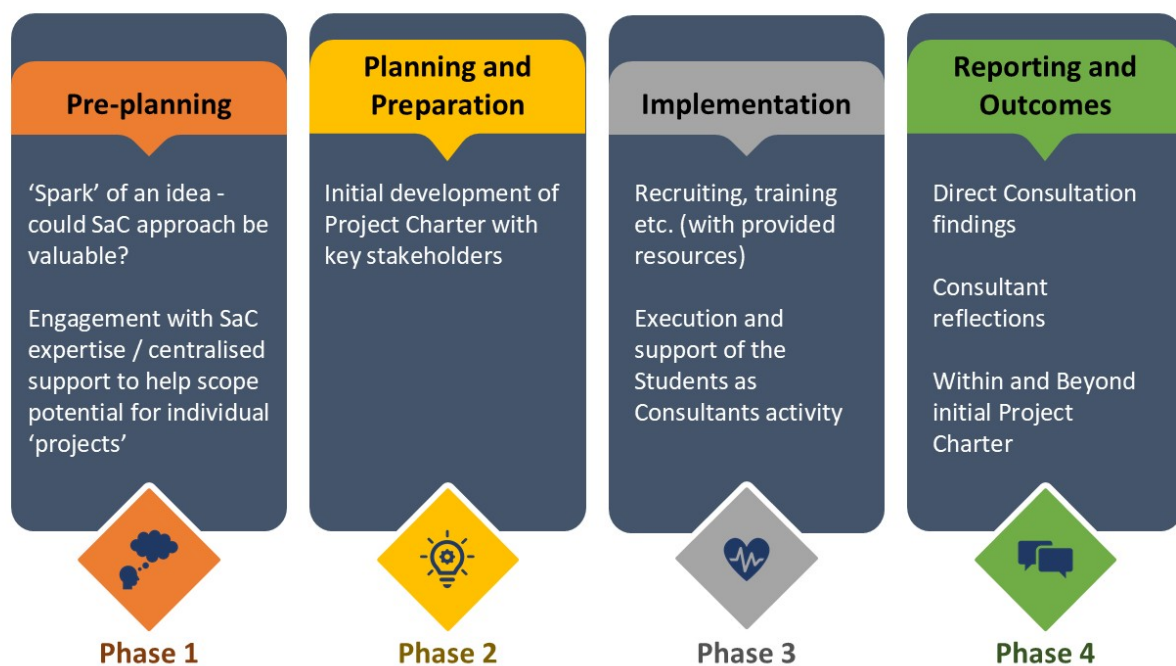 Pre-planning
‘Spark’ of an idea -
could SaC approach be
valuable?
Engagement with SaC
expertise / centralised
support to help scope
potential for individual
‘projects’
Phase 1
Planning and
Preparation
Initial development of
Project Charter with
key stakeholders
Phase 2
Implementation
Recruiting, training
etc. (with provided
resources)
Execution and
support of the
Students as
Consultants activity
Phase 3
Reporting and
Outcomes
Direct Consultation
findings
Consultant
reflections
Within and Beyond
initial Project
Charter
Phase 4